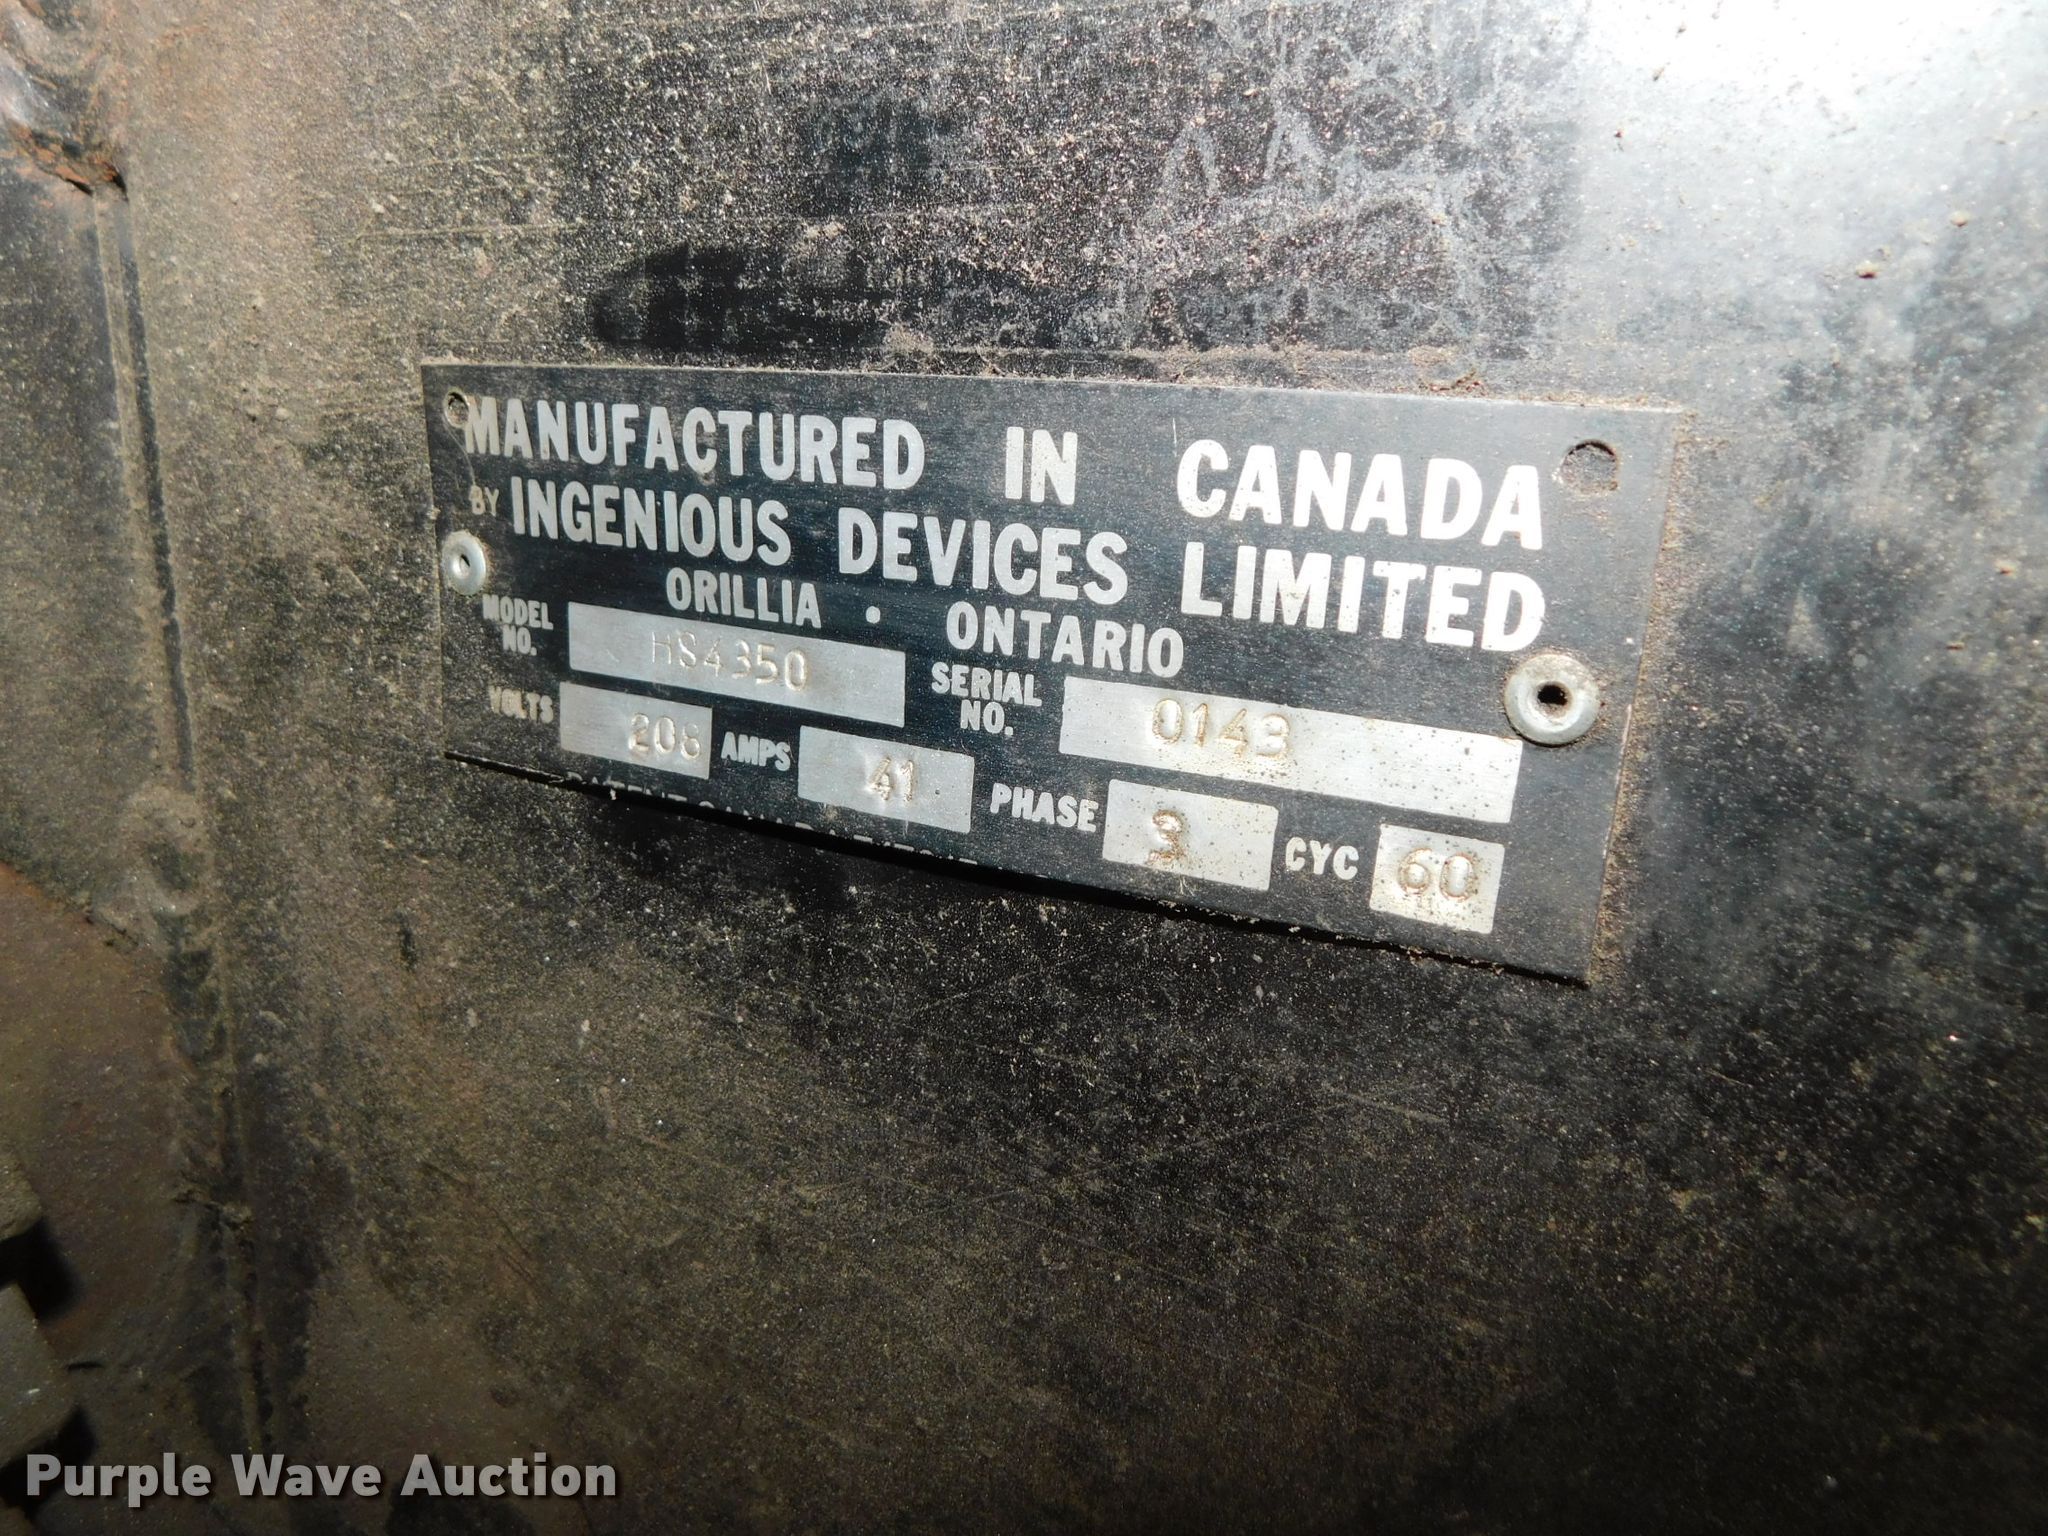 MANUFACTURED IN CANADA
BY INGENIOUS DEVICES LIMITED
ORILLIA • ONTARIO
MODEL NO. HS4350 SERIAL NO. 0143
VOLTS 208 AMPS 41 PHASE 3 CYC 60
Purple Wave Auction